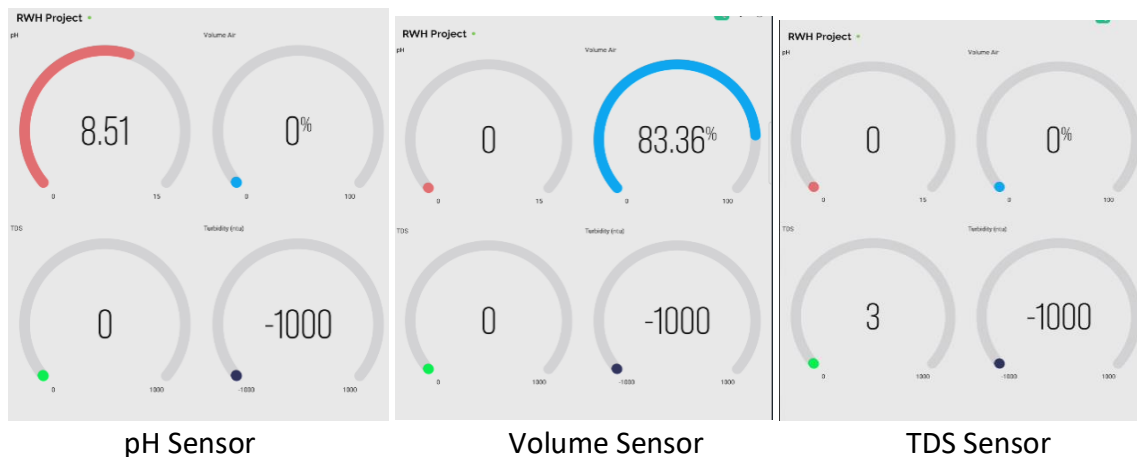 RWH Project
pH
Volume Air
8.51
0%
0
15
0
100
TDS
Turbidity (ntu)
0
-1000
0
1000
-1000
1000
pH Sensor
RWH Project
pH
Volume Air
0
83.36%
0
15
0
100
TDS
Turbidity (ntu)
0
-1000
0
1000
-1000
1000
Volume Sensor
RWH Project
pH
Volume Air
0
0%
0
15
0
100
TDS
Turbidity (ntu)
3
-1000
0
1000
-1000
1000
TDS Sensor